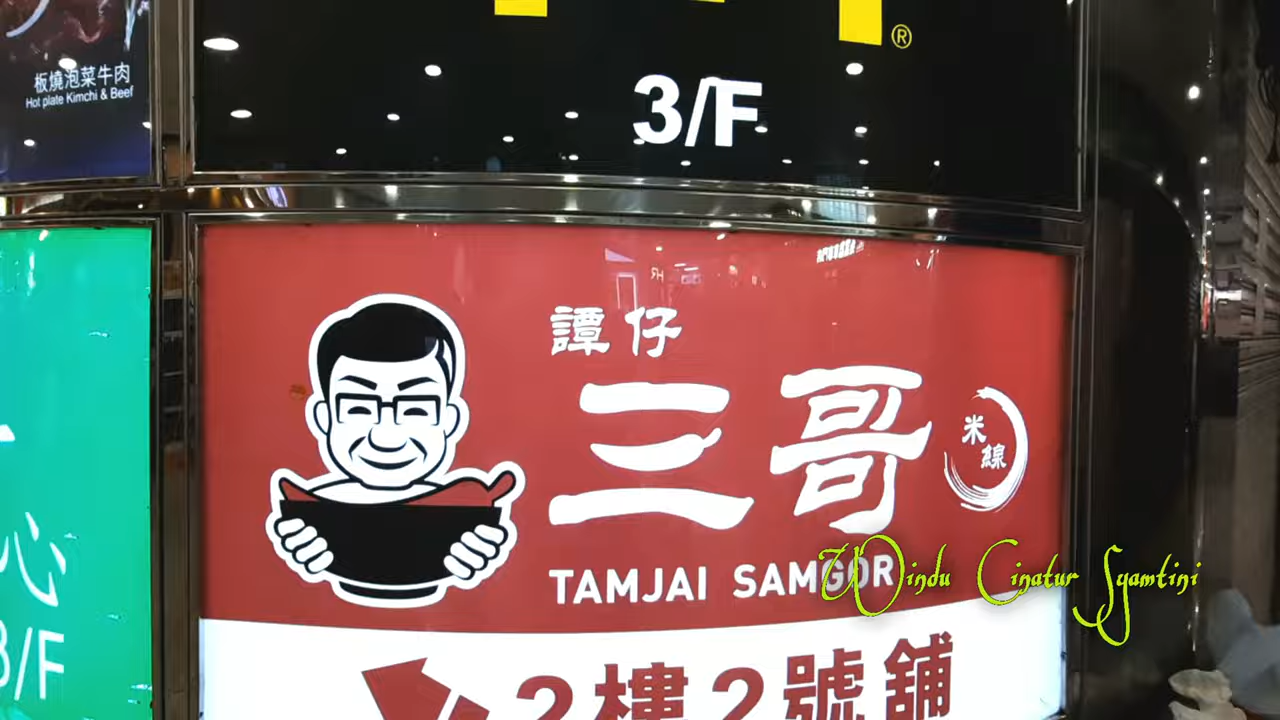 板燒泡菜牛肉
Hot plate Kimchi & Beef
®
3/F
譚仔
三哥
米線
TAMJAI SAMGOR
Windu Cinatur Syamtini
心
3/F
2樓2號舖